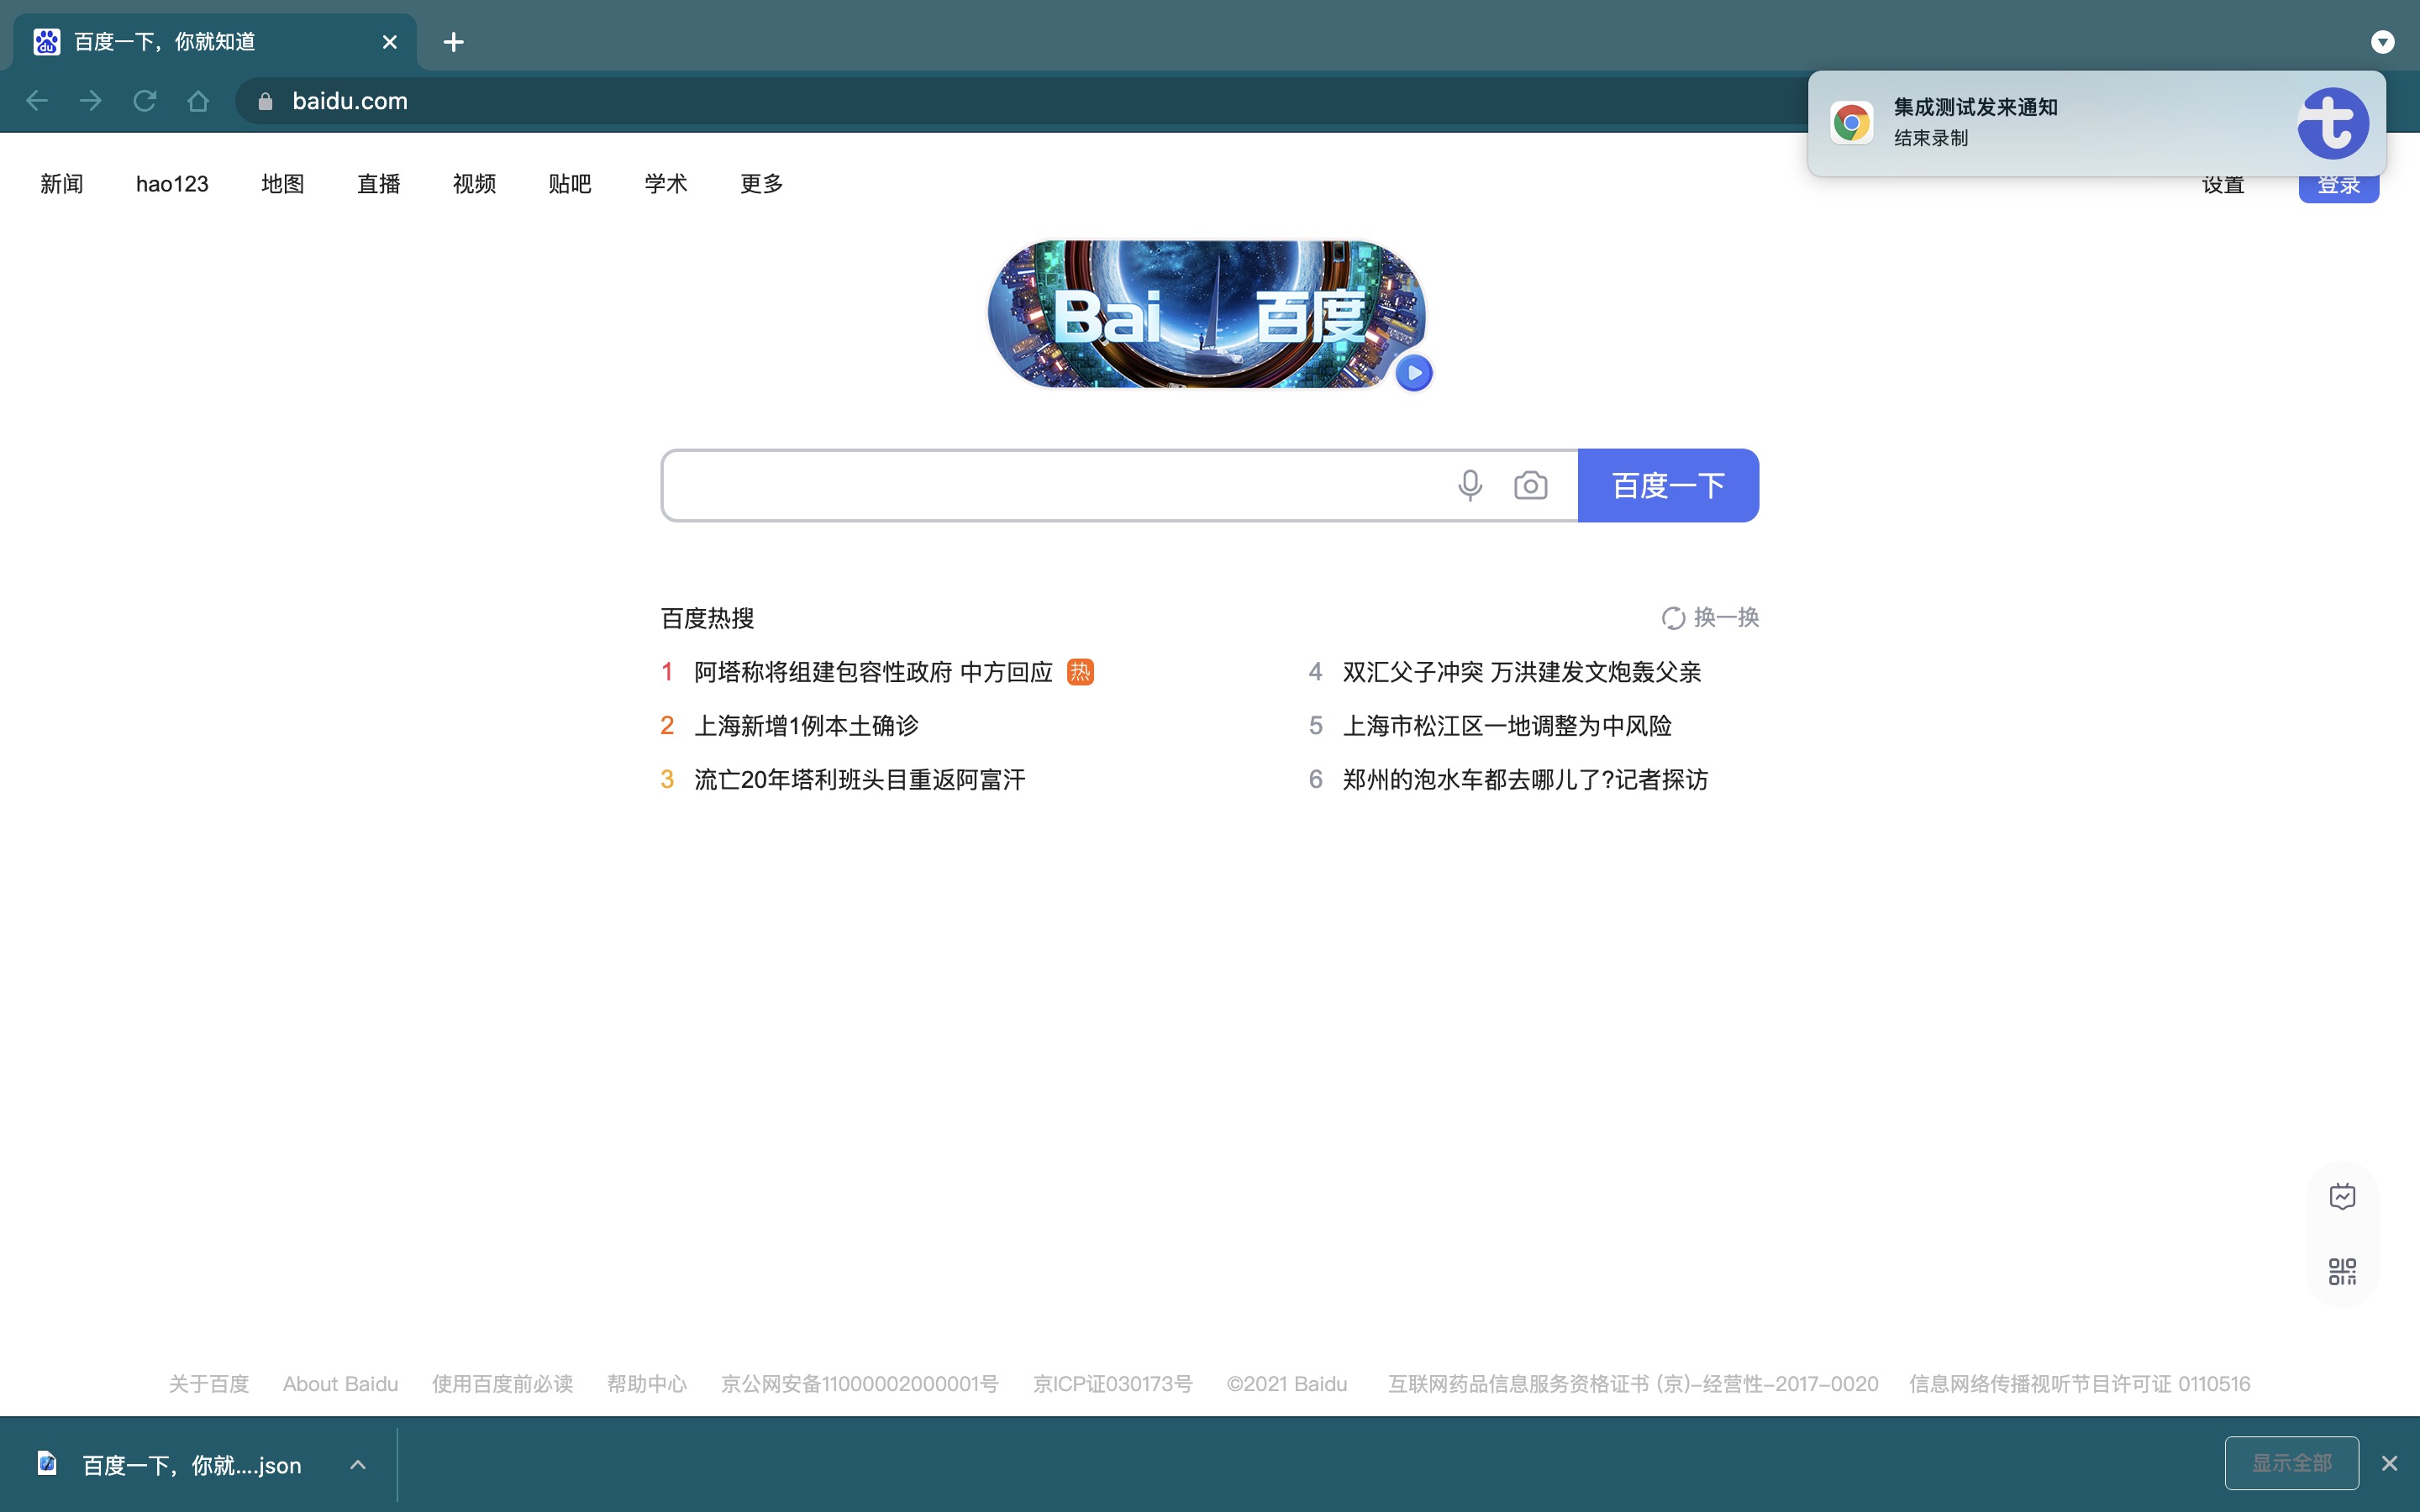 百度一下，你就知道
baidu.com
集成测试发来通知
结束录制
新闻 hao123 地图 直播 视频 贴吧 学术 更多 设置 登录
Bai 百度
百度一下
百度热搜 换一换
1 阿塔称将组建包容性政府 中方回应 热
4 双汇父子冲突 万洪建发文炮轰父亲
2 上海新增1例本土确诊
5 上海市松江区一地调整为中风险
3 流亡20年塔利班头目重返阿富汗
6 郑州的泡水车都去哪儿了?记者探访
关于百度 About Baidu 使用百度前必读 帮助中心 京公网安备11000002000001号 京ICP证030173号 ©2021 Baidu 互联网药品信息服务资格证书 (京)-经营性-2017-0020 信息网络传播视听节目许可证 0110516
百度一下，你就....json 显示全部